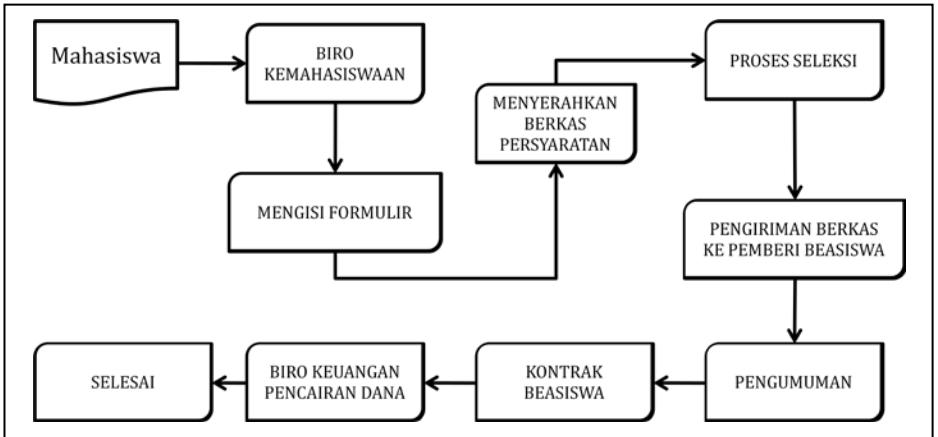 Mahasiswa
BIRO
KEMAHASISWAAN
MENGISI FORMULIR
MENYERAHKAN
BERKAS
PERSYARATAN
PROSES SELEKSI
PENGIRIMAN BERKAS
KE PEMBERI BEASISWA
PENGUMUMAN
KONTRAK
BEASISWA
BIRO KEUANGAN
PENCAIRAN DANA
SELESAI